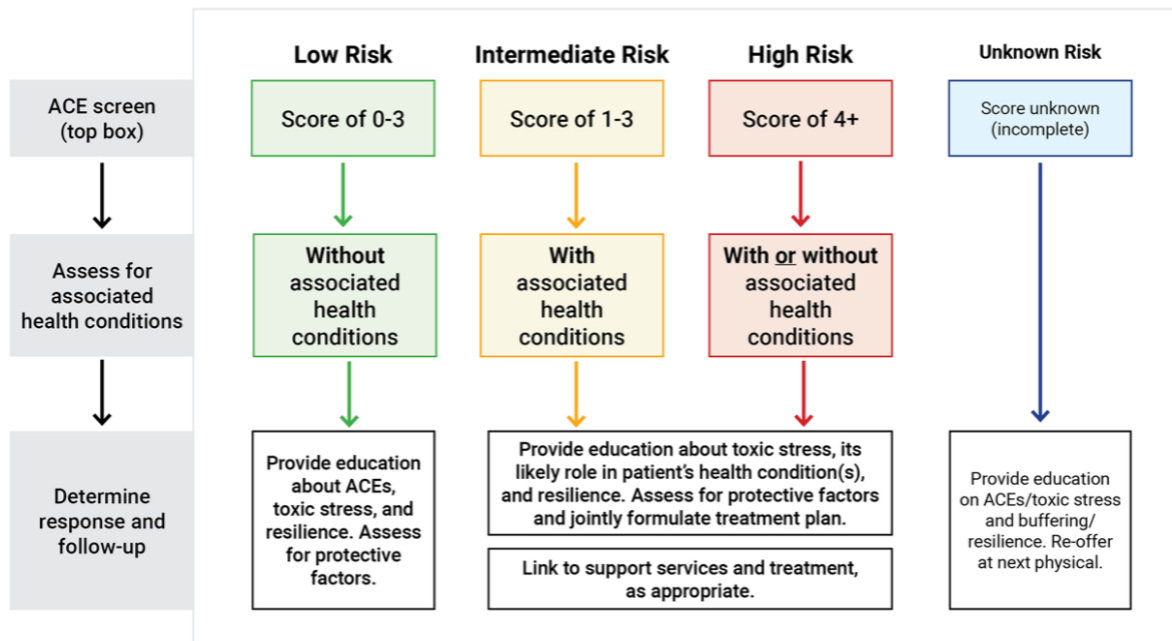 Low Risk
Intermediate Risk
High Risk
Unknown Risk
ACE screen
(top box)
Score of 0-3
Score of 1-3
Score of 4+
Score unknown
(incomplete)
Assess for
associated
health conditions
Without
associated
health
conditions
With
associated
health
conditions
With or without
associated
health
conditions
Determine
response and
follow-up
Provide education
about ACEs,
toxic stress, and
resilience. Assess
for protective
factors.
Provide education about toxic stress, its
likely role in patient's health condition(s),
and resilience. Assess for protective factors
and jointly formulate treatment plan.
Link to support services and treatment,
as appropriate.
Provide education
on ACEs/toxic stress
and buffering/
resilience. Re-offer
at next physical.